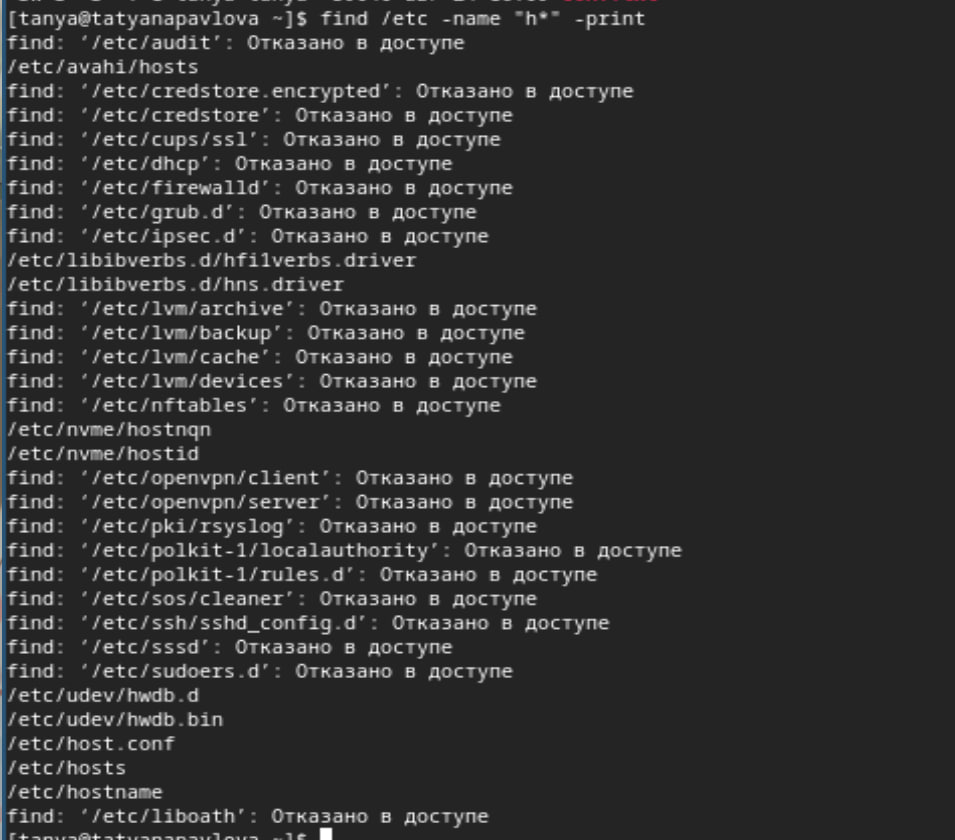 [tanya@tatyanapavlova ~]$ find /etc -name "h*" -print
find: ‘/etc/audit’: Отказано в доступе
/etc/avahi/hosts
find: ‘/etc/credstore.encrypted’: Отказано в доступе
find: ‘/etc/credstore’: Отказано в доступе
find: ‘/etc/cups/ssl’: Отказано в доступе
find: ‘/etc/dhcp’: Отказано в доступе
find: ‘/etc/firewalld’: Отказано в доступе
find: ‘/etc/grub.d’: Отказано в доступе
find: ‘/etc/ipsec.d’: Отказано в доступе
/etc/libibverbs.d/hfi1verbs.driver
/etc/libibverbs.d/hns.driver
find: ‘/etc/lvm/archive’: Отказано в доступе
find: ‘/etc/lvm/backup’: Отказано в доступе
find: ‘/etc/lvm/cache’: Отказано в доступе
find: ‘/etc/lvm/devices’: Отказано в доступе
find: ‘/etc/nftables’: Отказано в доступе
/etc/nvme/hostnqn
/etc/nvme/hostid
find: ‘/etc/openvpn/client’: Отказано в доступе
find: ‘/etc/openvpn/server’: Отказано в доступе
find: ‘/etc/pki/rsyslog’: Отказано в доступе
find: ‘/etc/polkit-1/localauthority’: Отказано в доступе
find: ‘/etc/polkit-1/rules.d’: Отказано в доступе
find: ‘/etc/sos/cleaner’: Отказано в доступе
find: ‘/etc/ssh/sshd_config.d’: Отказано в доступе
find: ‘/etc/sssd’: Отказано в доступе
find: ‘/etc/sudoers.d’: Отказано в доступе
/etc/udev/hwdb.d
/etc/udev/hwdb.bin
/etc/host.conf
/etc/hosts
/etc/hostname
find: ‘/etc/liboath’: Отказано в доступе
[tanya@tatyanapavlova ~]$